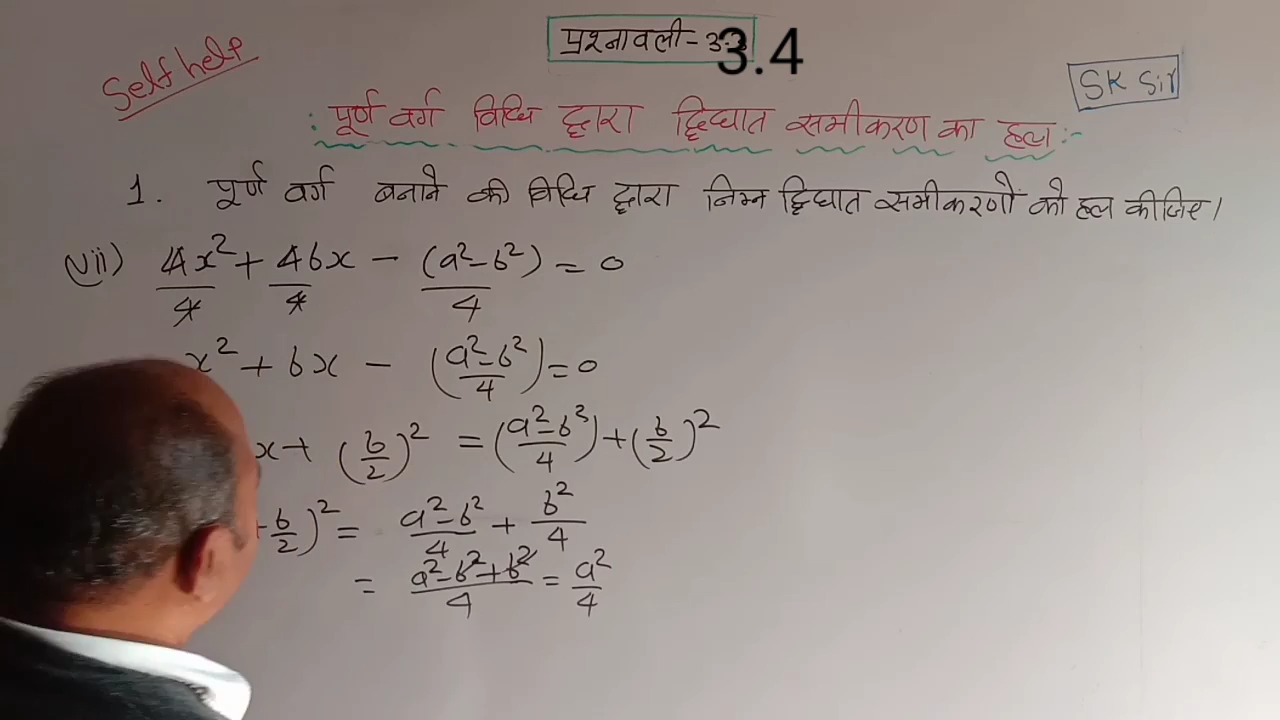 प्रश्नावली-3.3
3.4
Self help
SK Sir
:पूर्ण वर्ग विधि द्वारा द्विघात समीकरण का हल:-
1. पूर्ण वर्ग बनाने की विधि द्वारा निम्न द्विघात समीकरणों को हल कीजिए।
(vii) 4x²/4 + 4bx/4 - (a²-b²)/4 = 0
x² + bx - (a²-b²/4) = 0
x + (b/2)² = (a²-b²/4) + (b/2)²
+ b/2)² = a²-b²/4 + b²/4
= a²-b²+b²/4 = a²/4